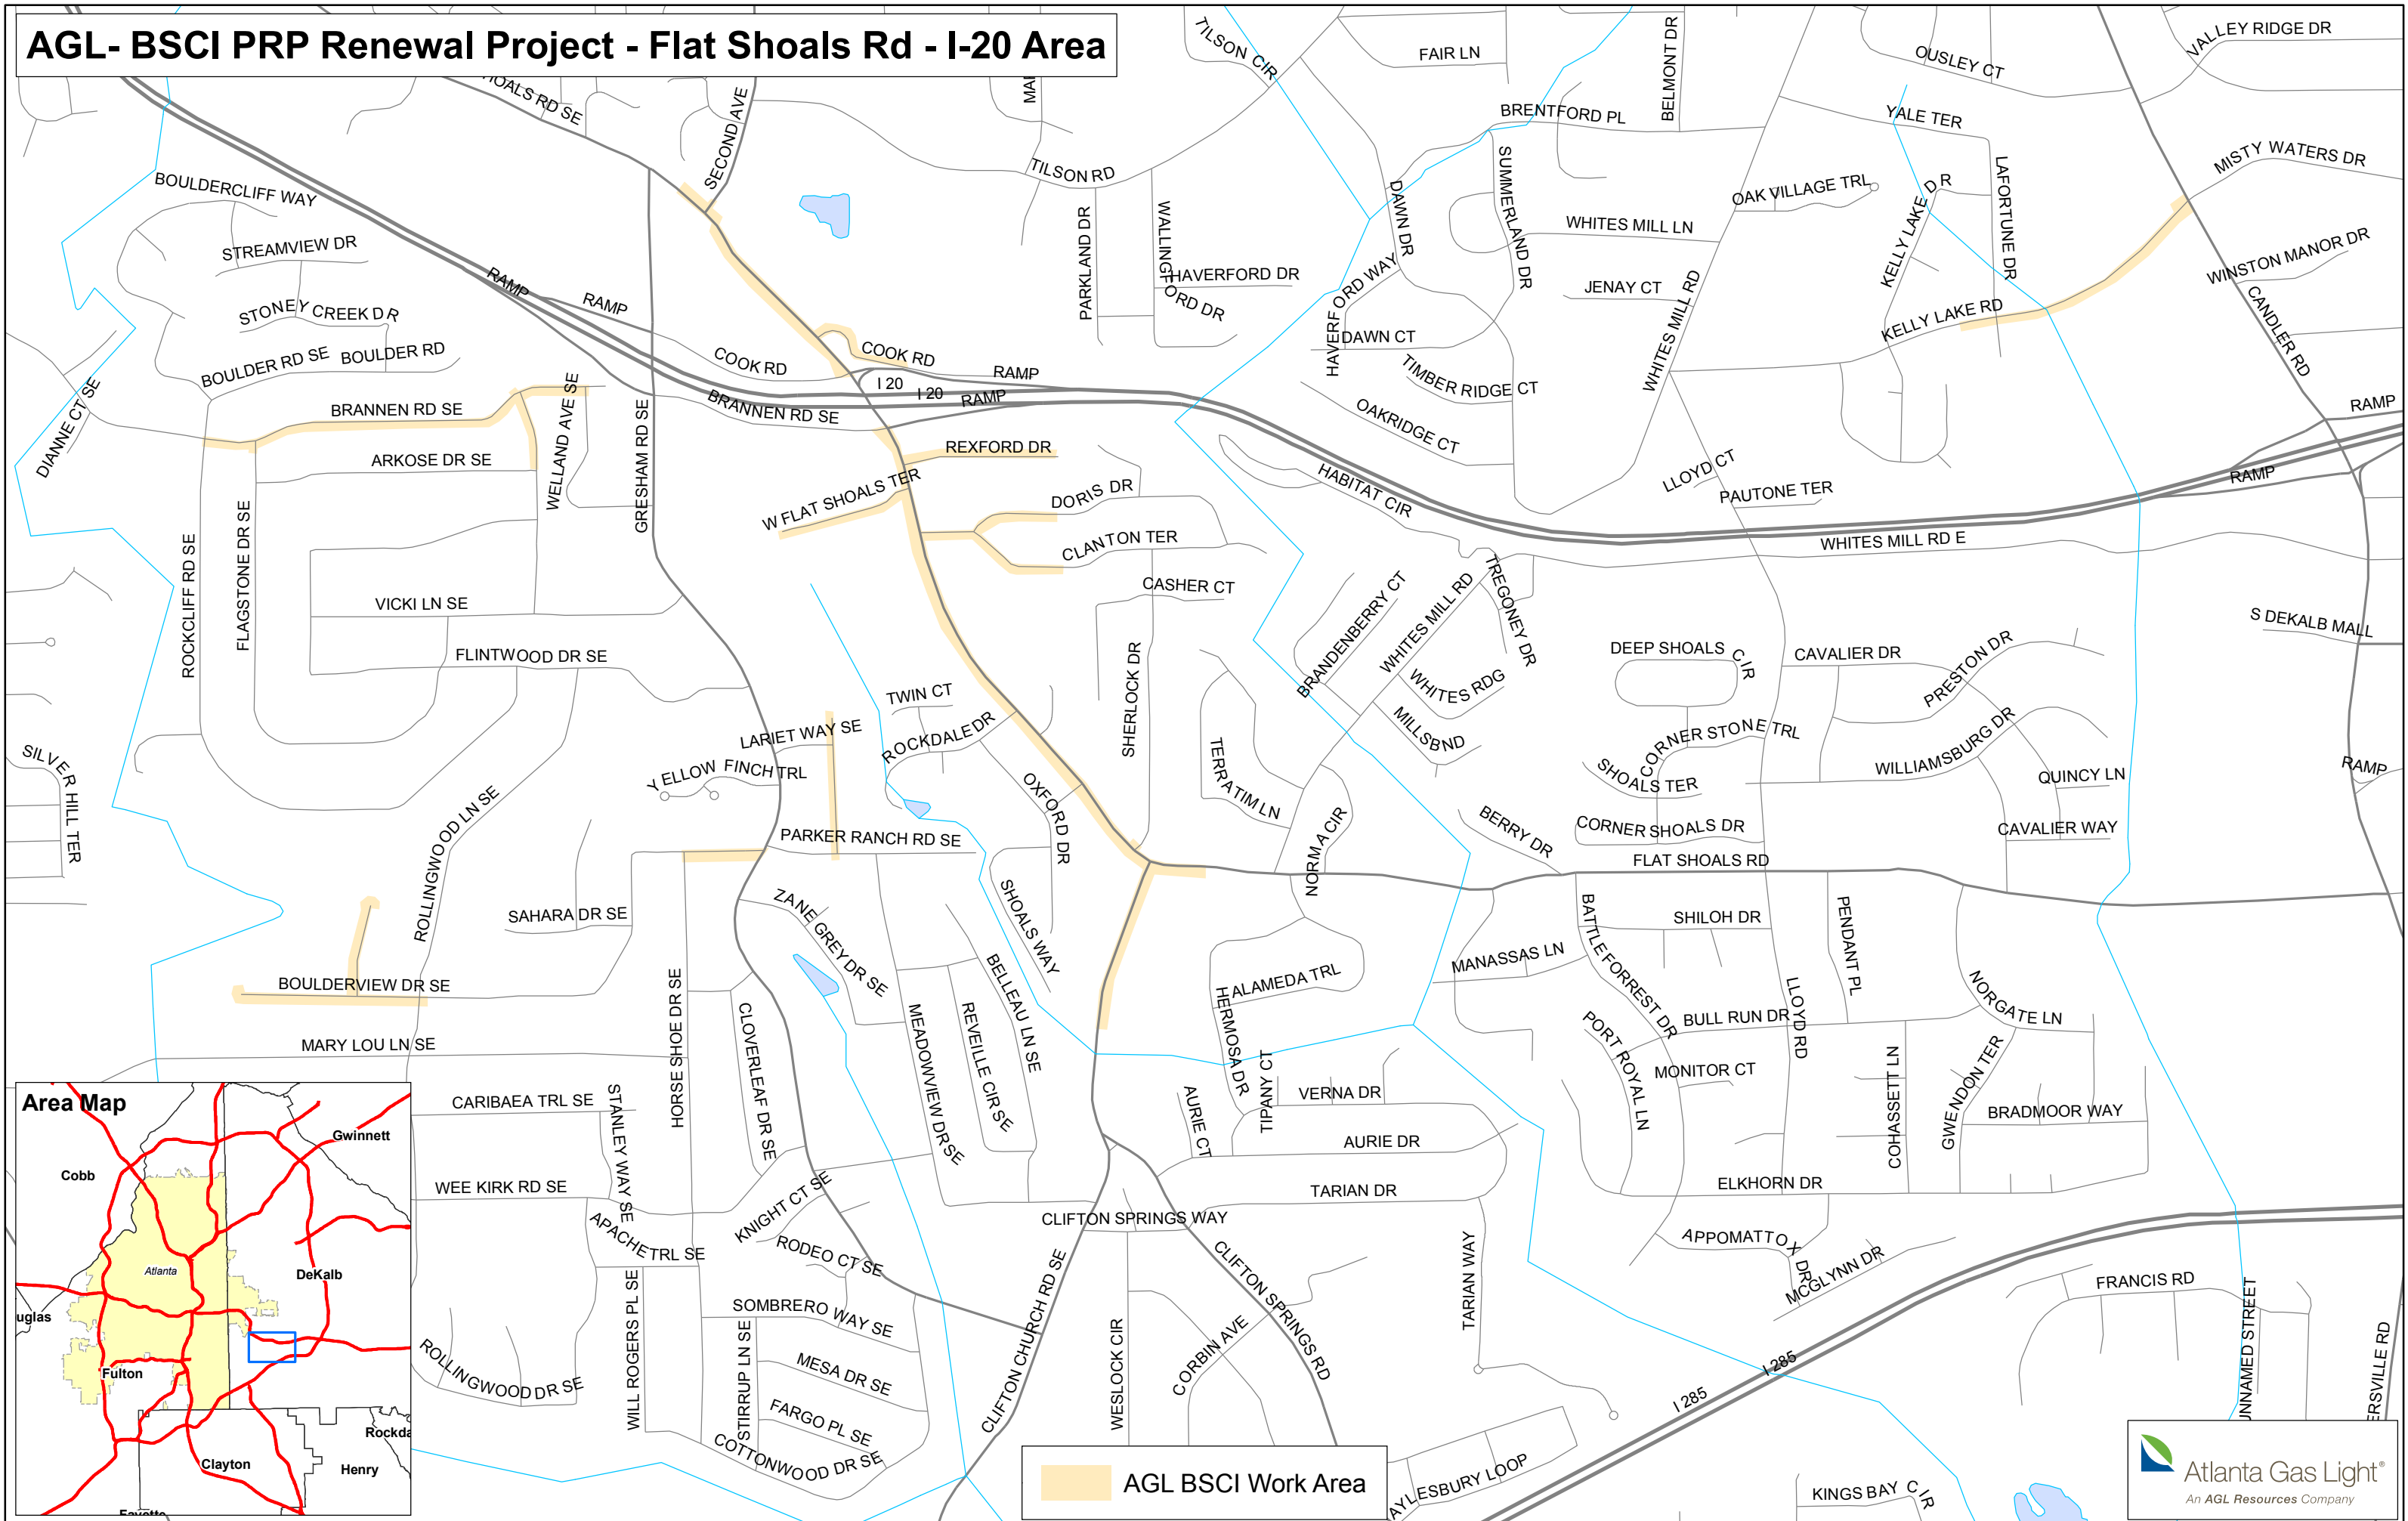 AGL- BSCI PRP Renewal Project - Flat Shoals Rd - I-20 Area
TILSON CIR
FAIR LN
BELMONT DR
OUSLEY CT
VALLEY RIDGE DR
HOALS RD SE
SECOND AVE
MA
BRENTFORD PL
YALE TER
MISTY WATERS DR
BOULDERCLIFF WAY
TILSON RD
SUMMERLAND DR
OAK VILLAGE TRL
KELLY LAKE DR
LAFORTUNE DR
STREAMVIEW DR
PARKLAND DR
WALLINGFORD DR
HAVERFORD DR
DAWN DR
WHITES MILL LN
WINSTON MANOR DR
RAMP
RAMP
STONEY CREEK DR
HAVERFORD WAY
JENAY CT
WHITES MILL RD
KELLY LAKE RD
CANDLER RD
BOULDER RD SE
BOULDER RD
COOK RD
COOK RD
RAMP
DAWN CT
TIMBER RIDGE CT
I 20
I 20
RAMP
RAMP
DIANNE CT SE
BRANNEN RD SE
WELLAND AVE SE
GRESHAM RD SE
BRANNEN RD SE
OAKRIDGE CT
REXFORD DR
ARKOSE DR SE
LLOYD CT
PAUTONE TER
RAMP
W FLAT SHOALS TER
DORIS DR
HABITAT CIR
CLANTON TER
WHITES MILL RD E
ROCKCLIFF RD SE
FLAGSTONE DR SE
VICKI LN SE
CASHER CT
BRANDENBERRY CT
WHITES MILL RD
TREGONEY DR
S DEKALB MALL
FLINTWOOD DR SE
SHERLOCK DR
DEEP SHOALS CIR
CAVALIER DR
PRESTON DR
TWIN CT
WHITES RDG
LARIET WAY SE
ROCKDALE DR
MILLS BND
CORNER STONE TRL
WILLIAMSBURG DR
SILVER HILL TER
YELLOW FINCH TRL
OXFORD DR
TERRATIM LN
SHOALS TER
QUINCY LN
RAMP
ROLLINGWOOD LN SE
PARKER RANCH RD SE
NORMA CIR
BERRY DR
CORNER SHOALS DR
CAVALIER WAY
FLAT SHOALS RD
SAHARA DR SE
ZANE GREY DR SE
SHOALS WAY
BATTLE FORREST DR
SHILOH DR
PENDANT PL
BOULDERVIEW DR SE
HORSE SHOE DR SE
BELLEAU LN SE
ALAMEDA TRL
MANASSAS LN
NORGATE LN
CLOVERLEAF DR SE
MEADOWVIEW DR SE
REVEILLE CIR SE
HERMOSA DR
PORT ROYAL LN
BULL RUN DR
LLOYD RD
MARY LOU LN SE
MONITOR CT
COHASSETT LN
GWENDON TER
CARIBAEA TRL SE
STANLEY WAY SE
AURIE CT
TIPANY CT
VERNA DR
BRADMOOR WAY
AURIE DR
WEE KIRK RD SE
KNIGHT CT SE
TARIAN DR
ELKHORN DR
APACHE TRL SE
CLIFTON SPRINGS WAY
RODEO CT SE
APPOMATTOX DR
MCGLYNN DR
FRANCIS RD
WILL ROGERS PL SE
SOMBRERO WAY SE
CLIFTON CHURCH RD SE
CLIFTON SPRINGS RD
TARIAN WAY
UNNAMED STREET
ERSVILLE RD
ROLLINGWOOD DR SE
STIRRUP LN SE
MESA DR SE
WESLOCK CIR
CORBIN AVE
I 285
I 285
FARGO PL SE
COTTONWOOD DR SE
AYLESBURY LOOP
KINGS BAY CIR
Area Map
Gwinnett
Cobb
Atlanta
DeKalb
uglas
Fulton
Rockda
Clayton
Henry
Fayette
AGL BSCI Work Area
Atlanta Gas Light®
An AGL Resources Company